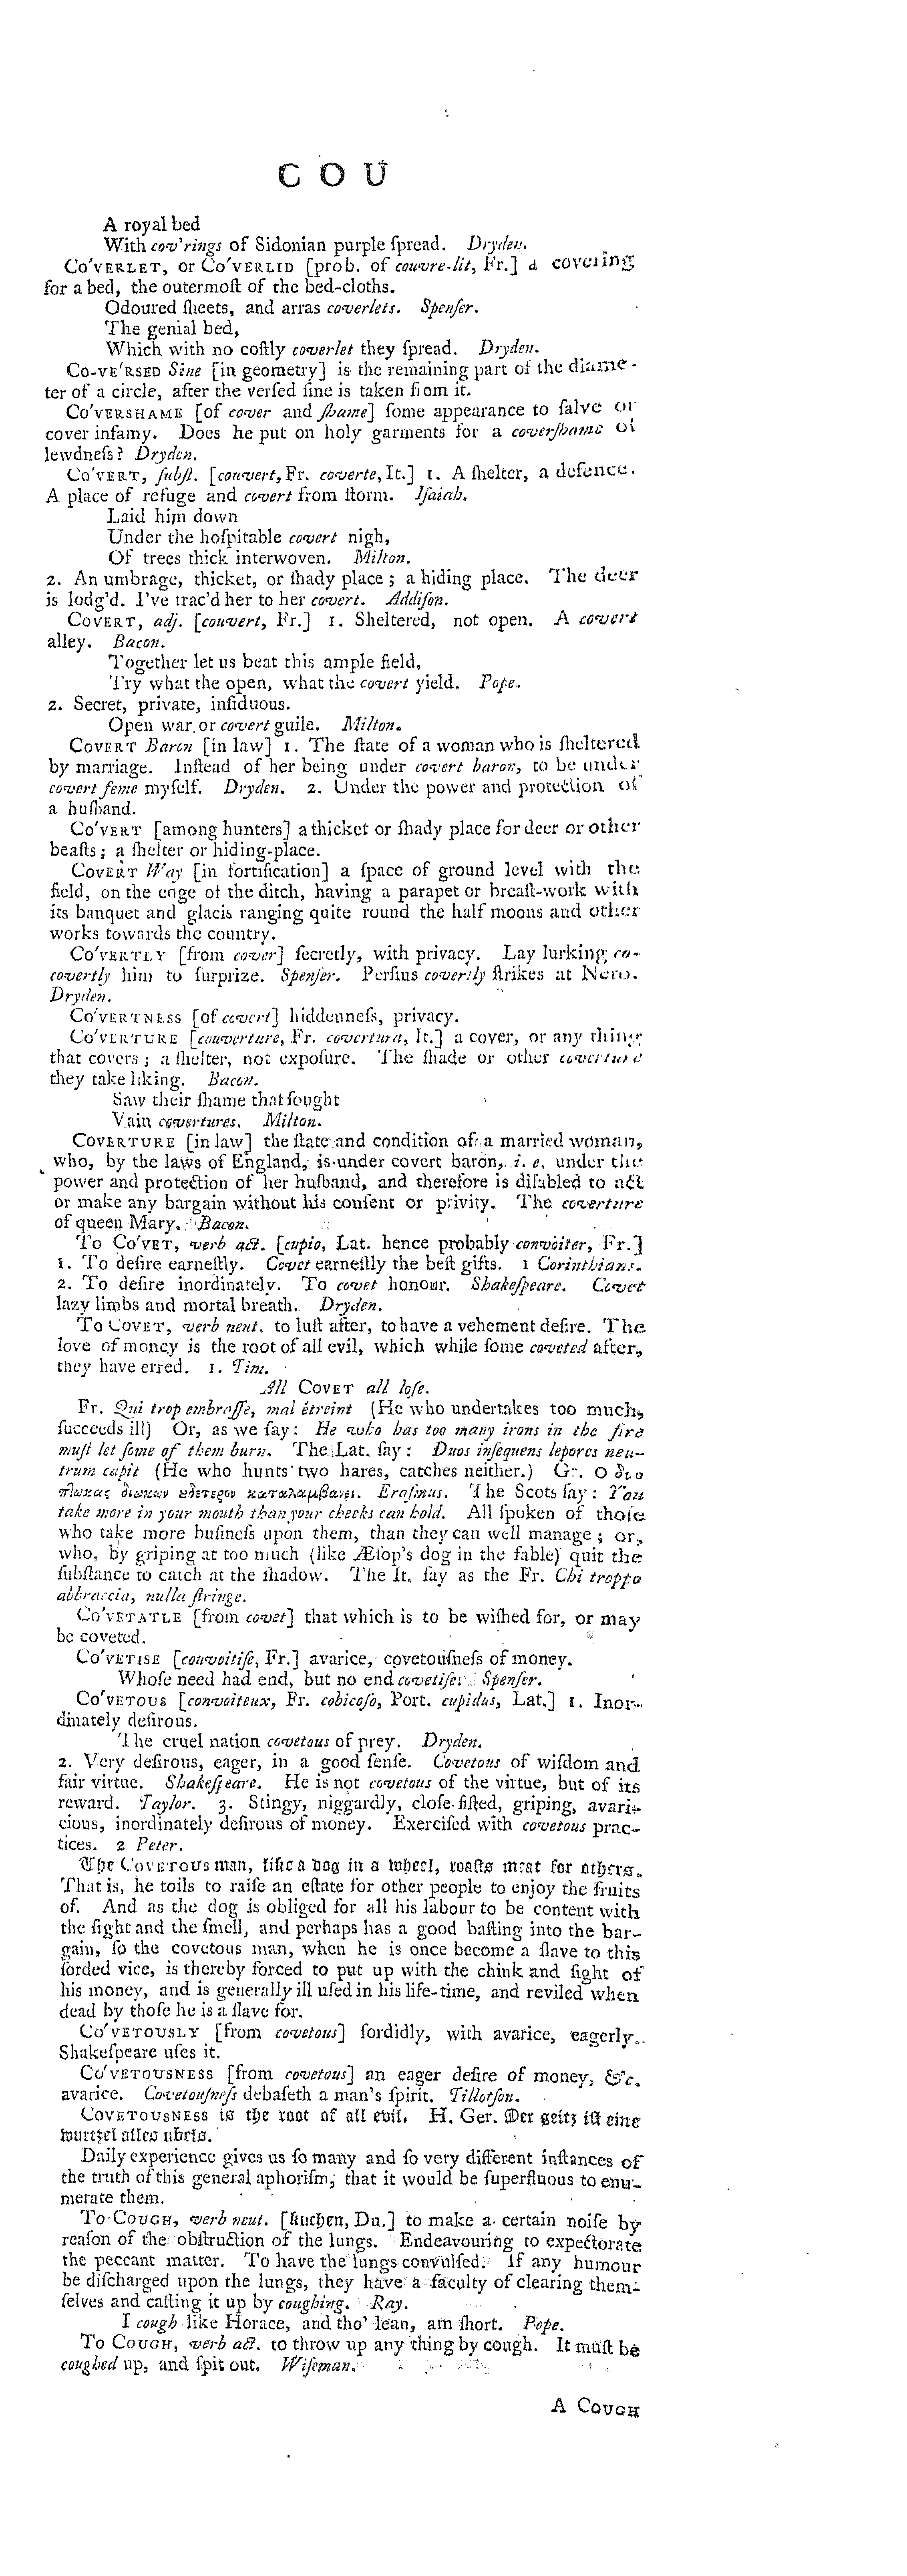 COU
A royal bed
With cov'rings of Sidonian purple ſpread. Dryden.
CO'VERLET, or CO'VERLID [prob. of couvre-lit, Fr.] a covering
for a bed, the outermoſt of the bed-cloths.
Odoured ſheets, and arras coverlets. Spenſer.
The genial bed,
Which with no coſtly coverlet they ſpread. Dryden.
CO-VE'RSED Sine [in geometry] is the remaining part of the diame-
ter of a circle, after the verſed ſine is taken from it.
CO'VERSHAME [of cover and ſhame] ſome appearance to ſalve or
cover infamy. Does he put on holy garments for a coverſhame of
lewdneſs? Dryden.
CO'VERT, ſubſt. [couvert, Fr. coverte, It.] 1. A ſhelter, a defence.
A place of refuge and covert from ſtorm. Iſaiah.
Laid him down
Under the hoſpitable covert nigh,
Of trees thick interwoven. Milton.
2. An umbrage, thicket, or ſhady place; a hiding place. The deer
is lodg'd. I've trac'd her to her covert. Addiſon.
COVERT, adj. [couvert, Fr.] 1. Sheltered, not open. A covert
alley. Bacon.
Together let us beat this ample field,
Try what the open, what the covert yield. Pope.
2. Secret, private, inſiduous.
Open war or covert guile. Milton.
COVERT Baron [in law] 1. The ſtate of a woman who is ſheltered
by marriage. Inſtead of her being under covert baron, to be under
covert feme myſelf. Dryden. 2. Under the power and protection of
a huſband.
CO'VERT [among hunters] a thicket or ſhady place for deer or other
beaſts; a ſhelter or hiding-place.
COVERT Way [in fortification] a ſpace of ground level with the
field, on the edge of the ditch, having a parapet or breaſt-work with
its banquet and glacis ranging quite round the half moons and other
works towards the country.
CO'VERTLY [from cover] ſecretly, with privacy. Lay lurking co-
covertly him to ſurprize. Spenſer. Perſius covertly ſtrikes at Nero.
Dryden.
CO'VERTNESS [of covert] hiddenneſs, privacy.
CO'VERTURE [couverture, Fr. covertura, It.] a cover, or any thing
that covers; a ſhelter, not expoſure. The ſhade or other coverture
they take liking. Bacon.
Saw their ſhame that ſought
Vain covertures. Milton.
COVERTURE [in law] the ſtate and condition of a married woman,
who, by the laws of England, is under covert baron, i. e. under the
power and protection of her huſband, and therefore is diſabled to act
or make any bargain without his conſent or privity. The coverture
of queen Mary. Bacon.
To CO'VET, verb act. [cupio, Lat. hence probably convoiter, Fr.]
1. To deſire earneſtly. Covet earneſtly the beſt gifts. 1 Corinthians.
2. To deſire inordinately. To covet honour. Shakeſpeare. Covet
lazy limbs and mortal breath. Dryden.
To COVET, verb neut. to luſt after, to have a vehement deſire. The
love of money is the root of all evil, which while ſome coveted after,
they have erred. 1. Tim.
All COVET all loſe.
Fr. Qui trop embraſſe, mal étreint (He who undertakes too much,
ſucceeds ill) Or, as we ſay: He who has too many irons in the fire
muſt let ſome of them burn. The Lat. ſay: Duos inſequens lepores neu-
trum capit (He who hunts two hares, catches neither.) Gr. Ο δυο
πτωκας διωκων ȣδετερον καταλαμβανει. Eraſmus. The Scots ſay: You
take more in your mouth than your cheeks can hold. All ſpoken of thoſe
who take more buſineſs upon them, than they can well manage; or,
who, by griping at too much (like Æſop's dog in the fable) quit the
ſubſtance to catch at the ſhadow. The It. ſay as the Fr. Chi troppo
abbraccia, nulla ſtringe.
CO'VETATLE [from covet] that which is to be wiſhed for, or may
be coveted.
CO'VETISE [couvoitiſe, Fr.] avarice, covetouſneſs of money.
Whoſe need had end, but no end covetiſe. Spenſer.
CO'VETOUS [convoiteux, Fr. cobicoſo, Port. cupidus, Lat.] 1. Inor-
dinately deſirous.
The cruel nation covetous of prey. Dryden.
2. Very deſirous, eager, in a good ſenſe. Covetous of wiſdom and
fair virtue. Shakeſpeare. He is not covetous of the virtue, but of its
reward. Taylor. 3. Stingy, niggardly, cloſe-fiſted, griping, avari-
cious, inordinately deſirous of money. Exerciſed with covetous prac-
tices. 2 Peter.
The COVETOUS man, like a dog in a wheel, roaſts meat for others.
That is, he toils to raiſe an eſtate for other people to enjoy the fruits
of. And as the dog is obliged for all his labour to be content with
the ſight and the ſmell, and perhaps has a good baſting into the bar-
gain, ſo the covetous man, when he is once become a ſlave to this
ſorded vice, is thereby forced to put up with the chink and ſight of
his money, and is generally ill uſed in his life-time, and reviled when
dead by thoſe he is a ſlave for.
CO'VETOUSLY [from covetous] ſordidly, with avarice, eagerly.
Shakeſpeare uſes it.
CO'VETOUSNESS [from covetous] an eager deſire of money, &c.
avarice. Covetouſneſs debaſeth a man's ſpirit. Tillotſon.
COVETOUSNESS is the root of all evil. H. Ger. Der geitz iſt eine
wurtzel alles ubels.
Daily experience gives us ſo many and ſo very different inſtances of
the truth of this general aphoriſm, that it would be ſuperfluous to enu-
merate them.
To COUGH, verb neut. [kuchen, Du.] to make a certain noiſe by
reaſon of the obſtruction of the lungs. Endeavouring to expectorate
the peccant matter. To have the lungs convulſed. If any humour
be diſcharged upon the lungs, they have a faculty of clearing them-
ſelves and caſting it up by coughing. Ray.
I cough like Horace, and tho' lean, am ſhort. Pope.
To COUGH, verb act. to throw up any thing by cough. It muſt be
coughed up, and ſpit out. Wiſeman.
A COUGH